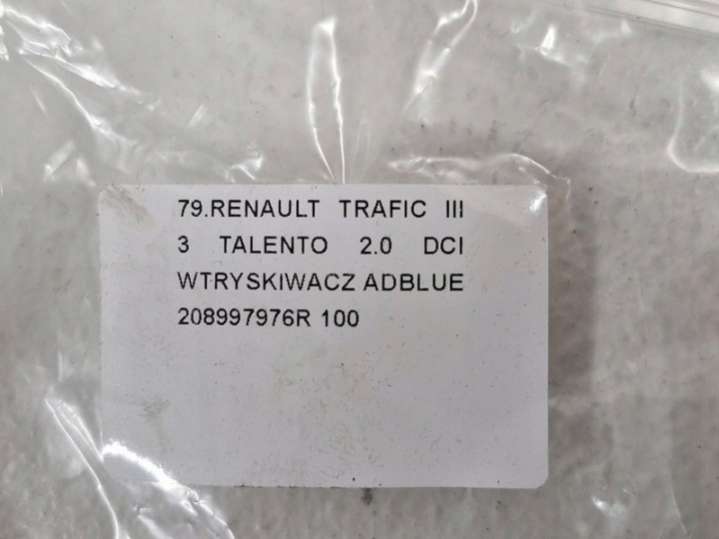 79.RENAULT TRAFIC III
3 TALENTO 2.0 DCI
WTRYSKIWACZ ADBLUE
208997976R 100